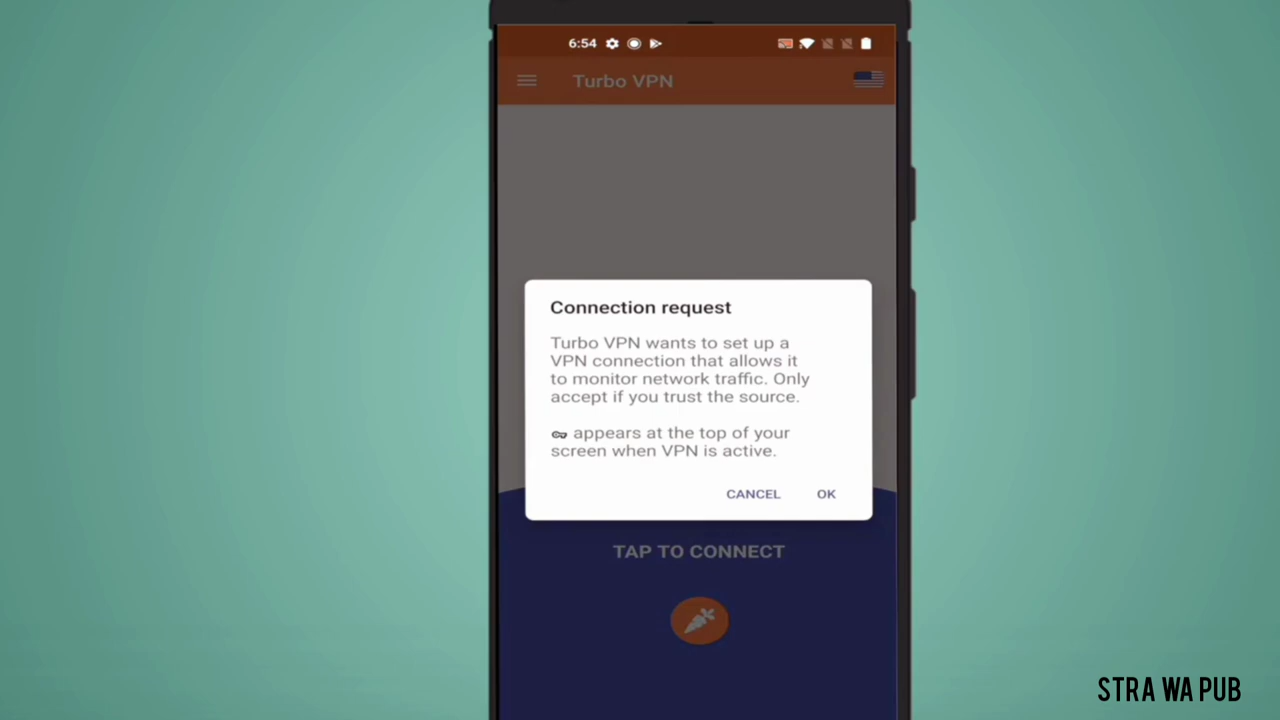 6:54
Turbo VPN
Connection request
Turbo VPN wants to set up a
VPN connection that allows it
to monitor network traffic. Only
accept if you trust the source.
appears at the top of your
screen when VPN is active.
CANCEL OK
TAP TO CONNECT
STRA WA PUB